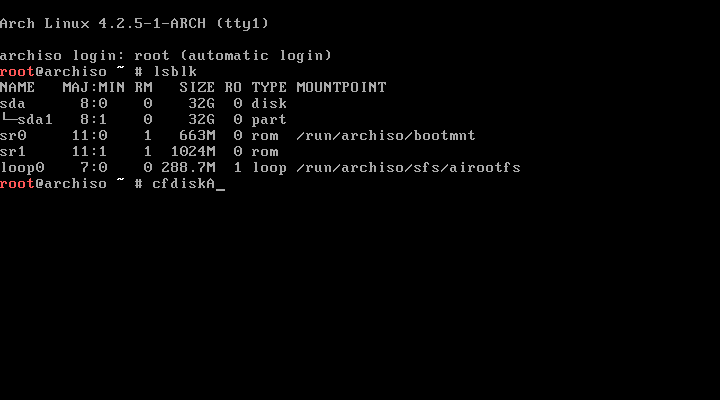 Arch Linux 4.2.5-1-ARCH (tty1)
archiso login: root (automatic login)
root@archiso ~ # lsblk
NAME   MAJ:MIN RM   SIZE RO TYPE MOUNTPOINT
sda      8:0    0    32G  0 disk
└─sda1   8:1    0    32G  0 part
sr0     11:0    1   663M  0 rom  /run/archiso/bootmnt
sr1     11:1    1  1024M  0 rom
loop0    7:0    0 288.7M  1 loop /run/archiso/sfs/airootfs
root@archiso ~ # cfdiskA_